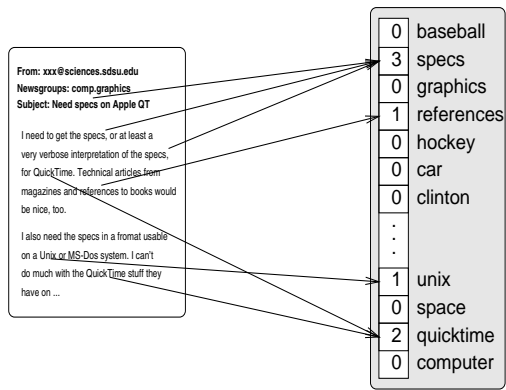 From: xxx@sciences.sdsu.edu
Newsgroups: comp.graphics
Subject: Need specs on Apple QT
I need to get the specs, or at least a
very verbose interpretation of the specs,
for QuickTime. Technical articles from
magazines and references to books would
be nice, too.
I also need the specs in a fromat usable
on a Unix or MS-Dos system. I can't
do much with the QuickTime stuff they
have on ...
0 baseball
3 specs
0 graphics
1 references
0 hockey
0 car
0 clinton
.
.
.
1 unix
0 space
2 quicktime
0 computer